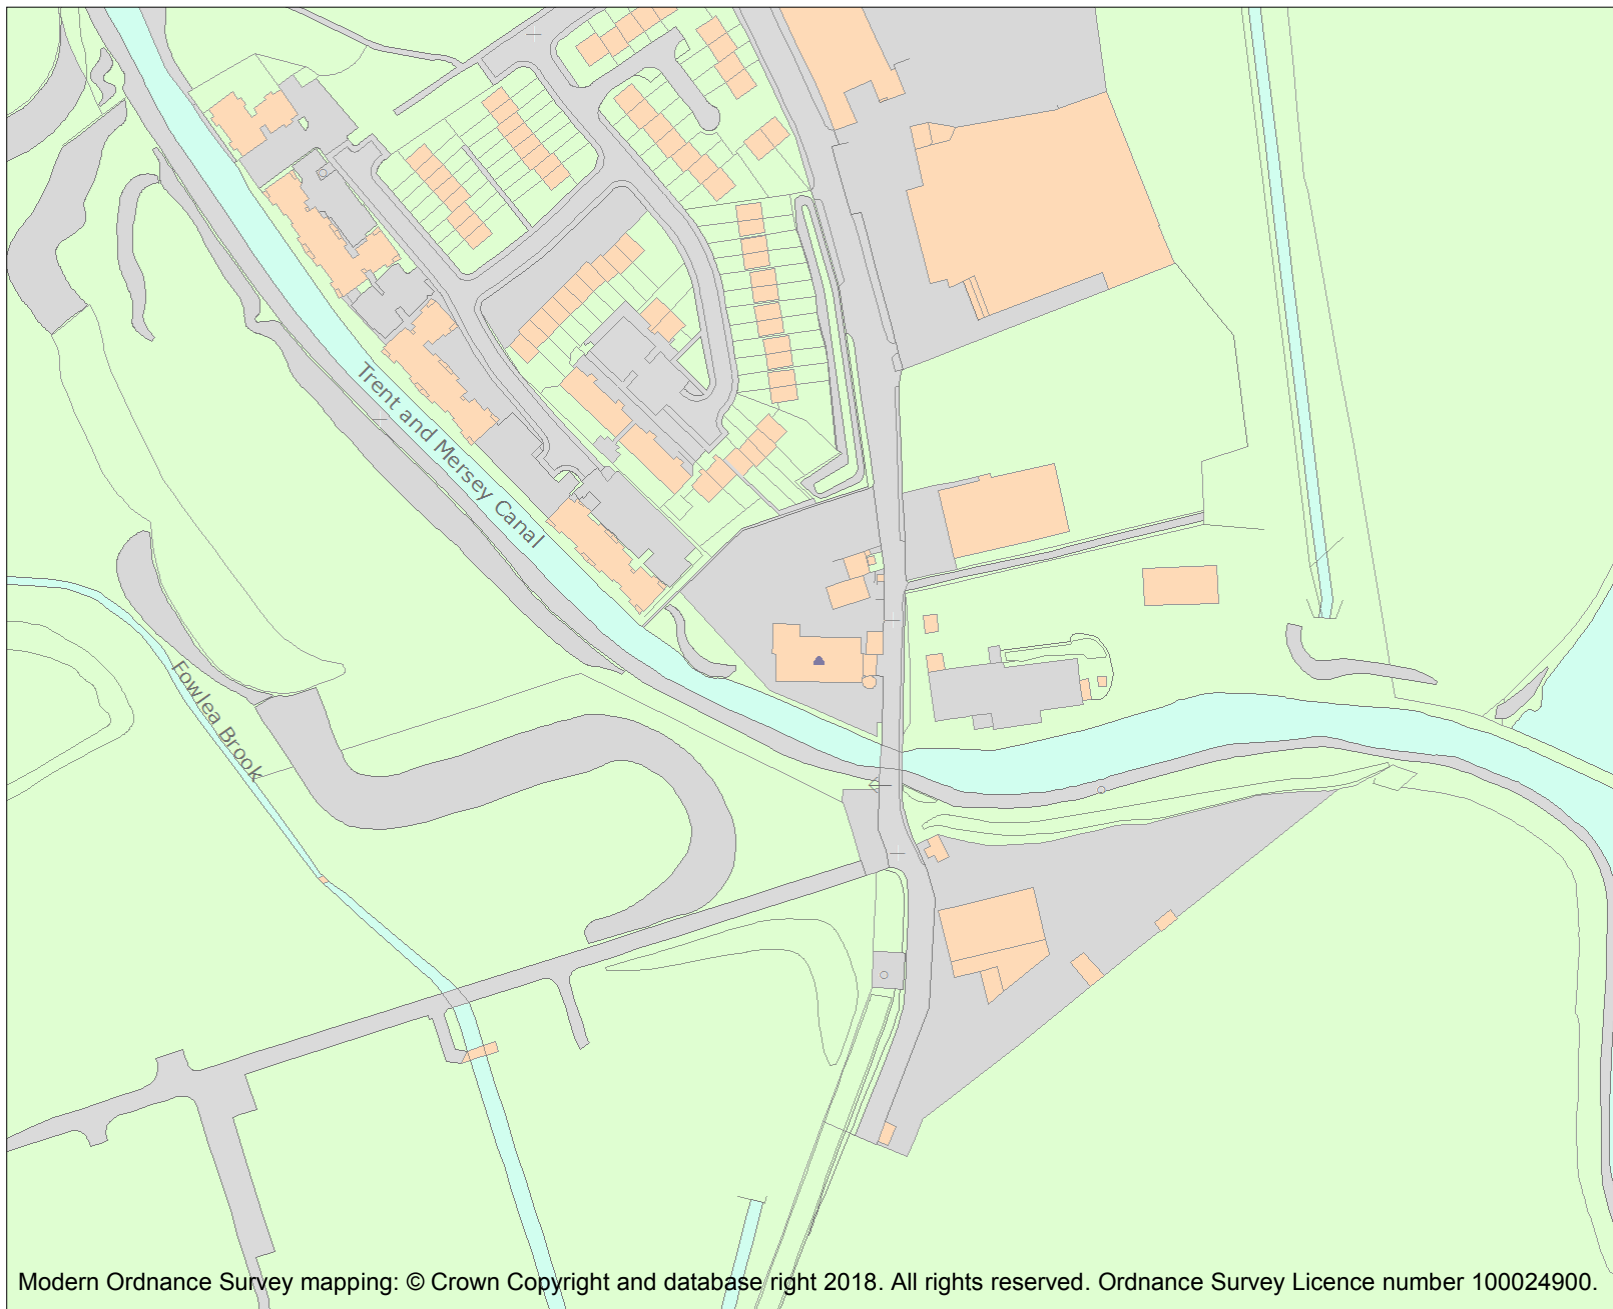 Trent and Mersey Canal
Fowlea Brook
Modern Ordnance Survey mapping: © Crown Copyright and database right 2018. All rights reserved. Ordnance Survey Licence number 100024900.